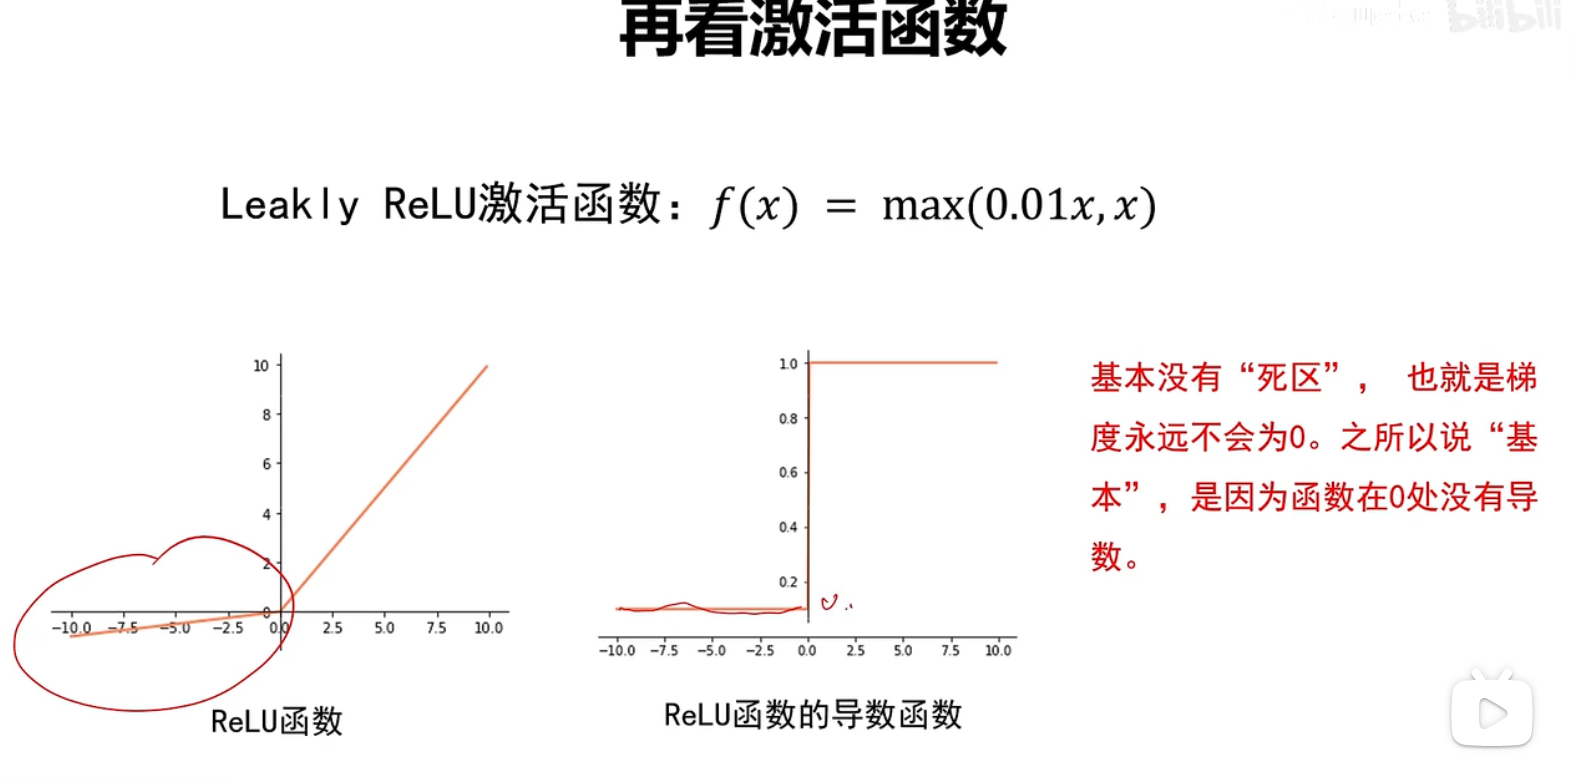 再看激活函数
bilibili
Leakly ReLU激活函数：f(x) = max(0.01x, x)
10
8
6
4
2
0
-10.0 -7.5 -5.0 -2.5 0.0 2.5 5.0 7.5 10.0
ReLU函数
1.0
0.8
0.6
0.4
0.2
-10.0 -7.5 -5.0 -2.5 0.0 2.5 5.0 7.5 10.0
ReLU函数的导数函数
基本没有“死区”， 也就是梯
度永远不会为0。之所以说“基
本”，是因为函数在0处没有导
数。